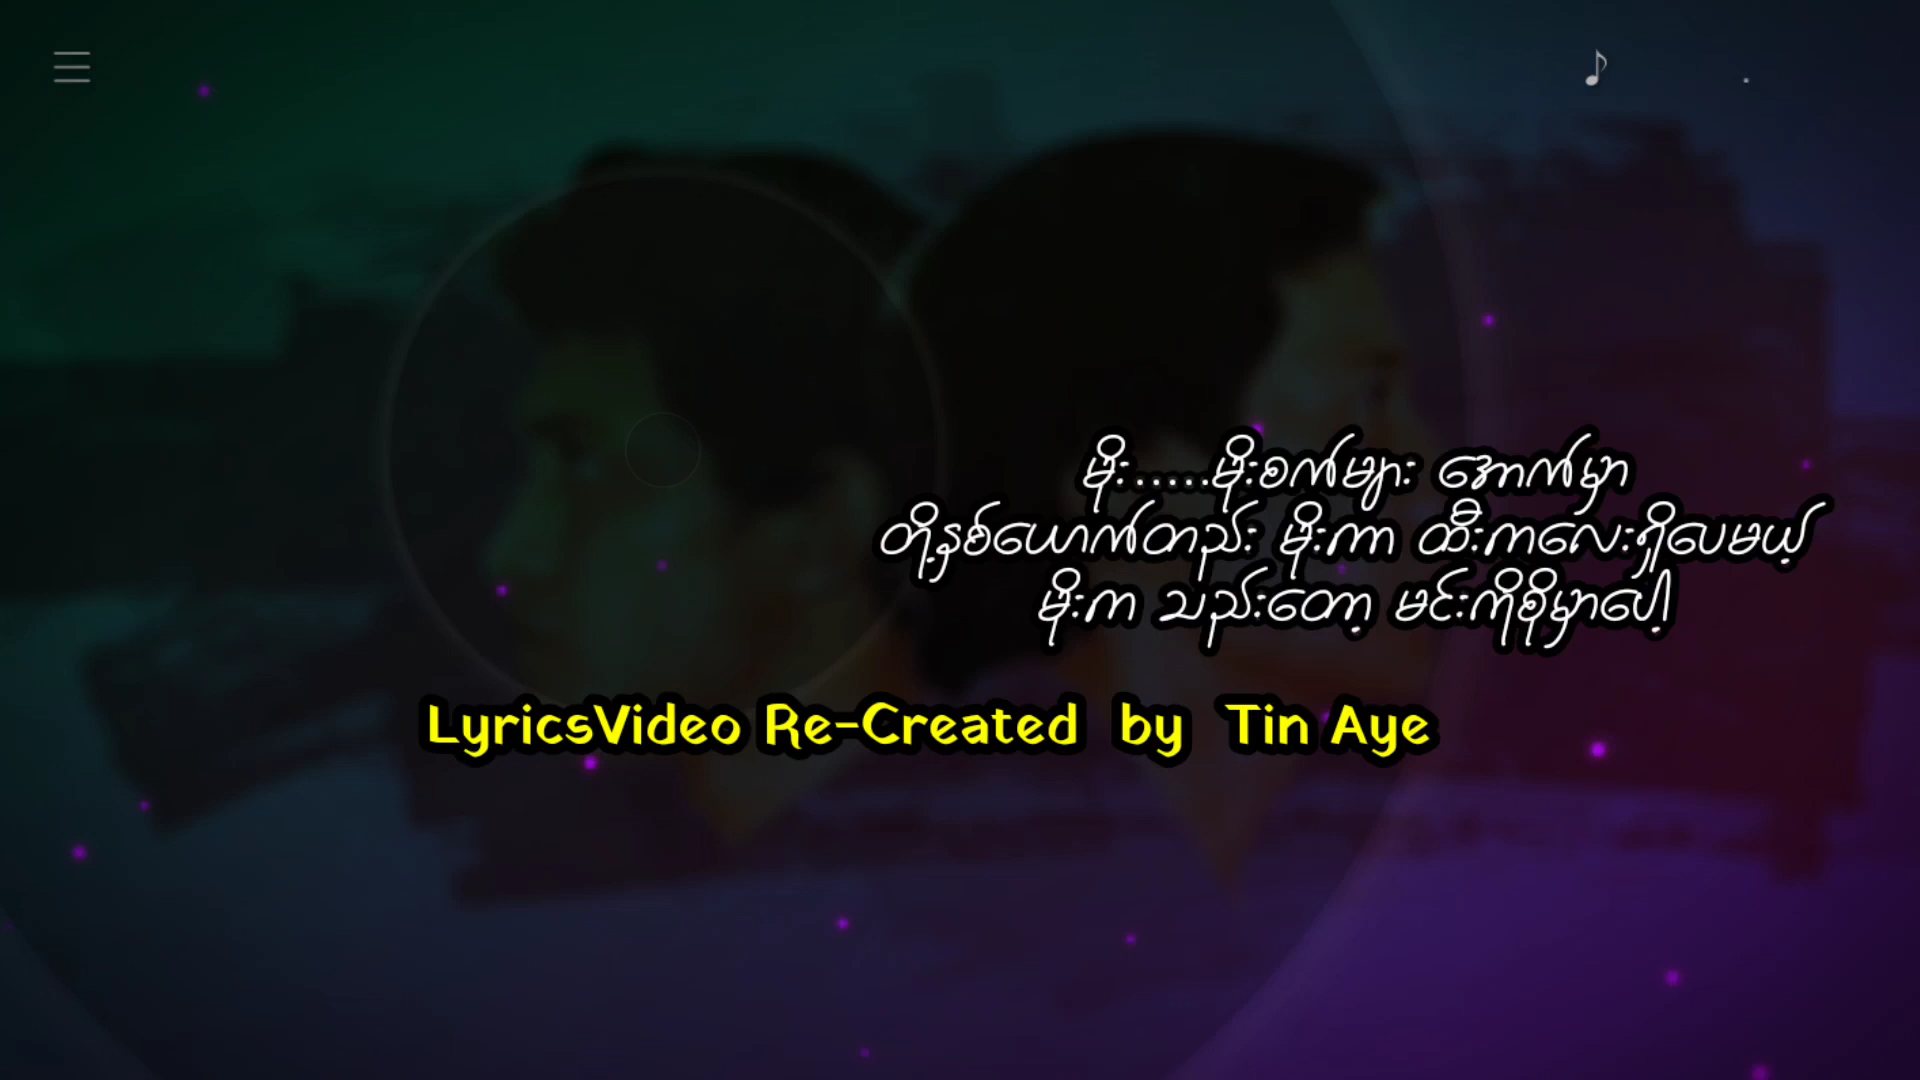 မိုး.....မိုးစက်များ အောက်မှာ
တို့နှစ်ယောက်တည်း မိုးကာ ထီးကလေးရှိပေမယ့်
မိုးက သည်းတော့ မင်းကိုစိုမှာပေါ့
LyricsVideo Re-Created by Tin Aye